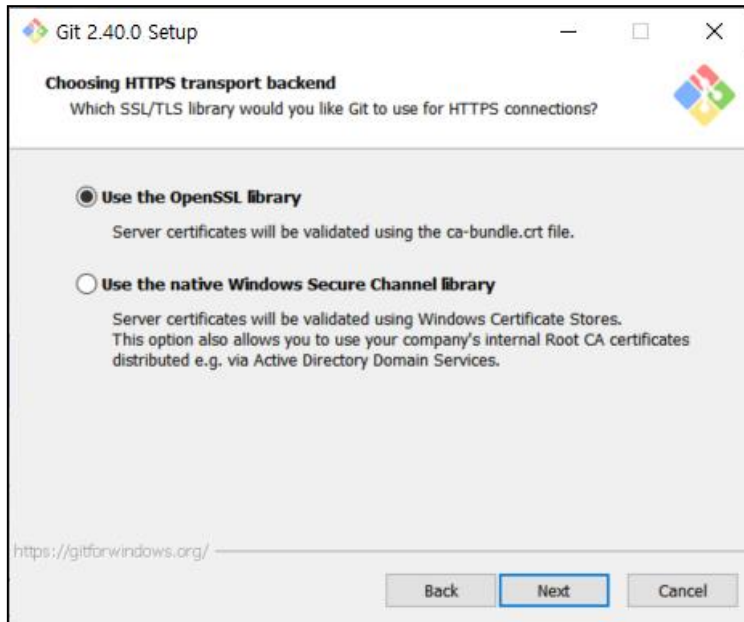 Git 2.40.0 Setup
Choosing HTTPS transport backend
Which SSL/TLS library would you like Git to use for HTTPS connections?
Use the OpenSSL library
Server certificates will be validated using the ca-bundle.crt file.
Use the native Windows Secure Channel library
Server certificates will be validated using Windows Certificate Stores.
This option also allows you to use your company's internal Root CA certificates
distributed e.g. via Active Directory Domain Services.
https://gitforwindows.org/
Back Next Cancel